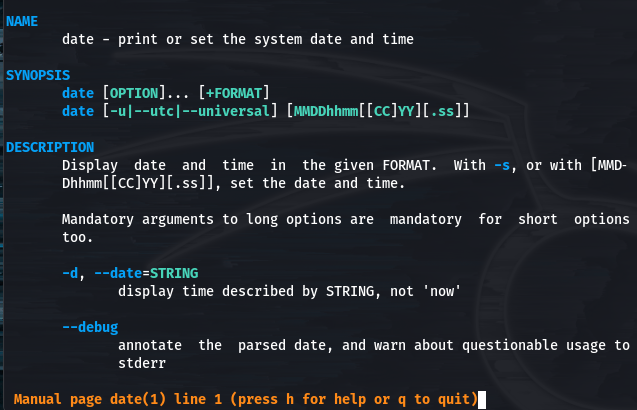 NAME
date - print or set the system date and time
SYNOPSIS
date [OPTION]... [+FORMAT]
date [-u|--utc|--universal] [MMDDhhmm[[CC]YY][.ss]]
DESCRIPTION
Display date and time in the given FORMAT. With -s, or with [MMD‐
Dhhmm[[CC]YY][.ss]], set the date and time.
Mandatory arguments to long options are mandatory for short options
too.
-d, --date=STRING
display time described by STRING, not 'now'
--debug
annotate the parsed date, and warn about questionable usage to
stderr
Manual page date(1) line 1 (press h for help or q to quit)